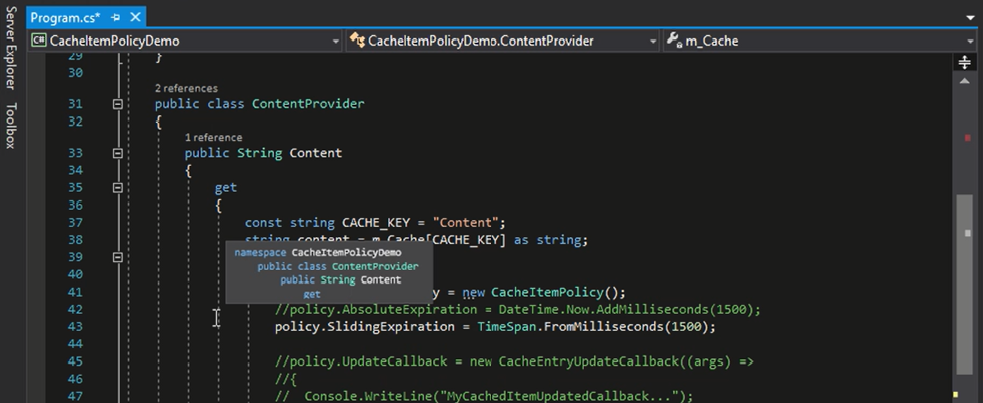 Server Explorer
Toolbox
Program.cs*
C# CacheItemPolicyDemo
CacheItemPolicyDemo.ContentProvider
m_Cache
29 }
30
2 references
31 public class ContentProvider
32 {
1 reference
33 public String Content
34 {
35 get
36 {
37 const string CACHE_KEY = "Content";
38 string content = m_Cache[CACHE_KEY] as string;
39
namespace CacheItemPolicyDemo
public class ContentProvider
public String Content
get
40
41 y = new CacheItemPolicy();
42 //policy.AbsoluteExpiration = DateTime.Now.AddMilliseconds(1500);
43 policy.SlidingExpiration = TimeSpan.FromMilliseconds(1500);
44
45 //policy.UpdateCallback = new CacheEntryUpdateCallback((args) =>
46 //{
47 // Console.WriteLine("MyCachedItemUpdatedCallback...");